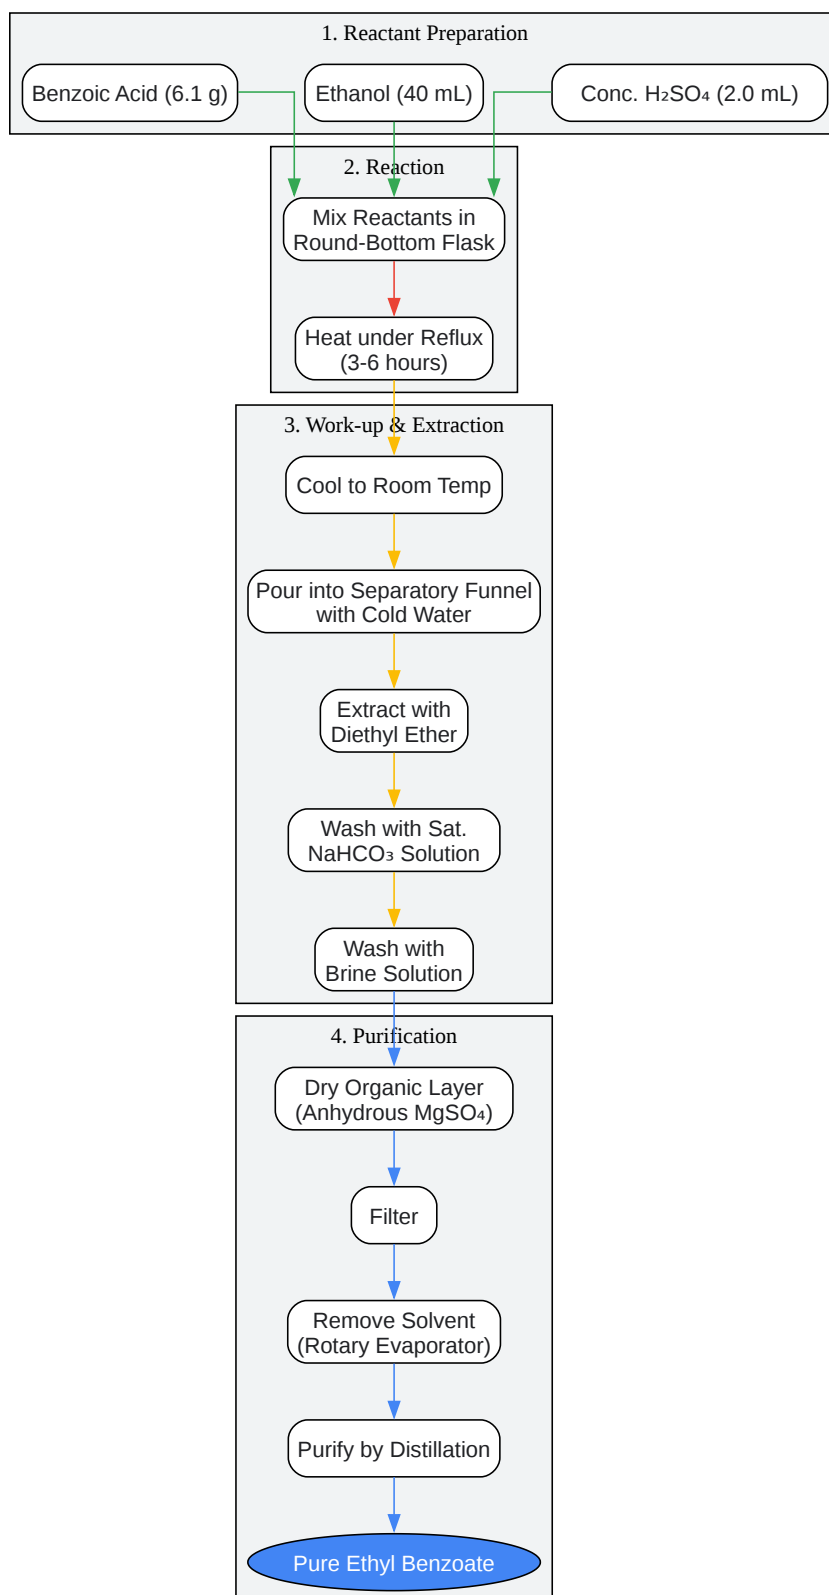 1. Reactant Preparation
Benzoic Acid (6.1 g)
Ethanol (40 mL)
Conc. H₂SO₄ (2.0 mL)
2. Reaction
Mix Reactants in
Round-Bottom Flask
Heat under Reflux
(3-6 hours)
3. Work-up & Extraction
Cool to Room Temp
Pour into Separatory Funnel
with Cold Water
Extract with
Diethyl Ether
Wash with Sat.
NaHCO₃ Solution
Wash with
Brine Solution
4. Purification
Dry Organic Layer
(Anhydrous MgSO₄)
Filter
Remove Solvent
(Rotary Evaporator)
Purify by Distillation
Pure Ethyl Benzoate